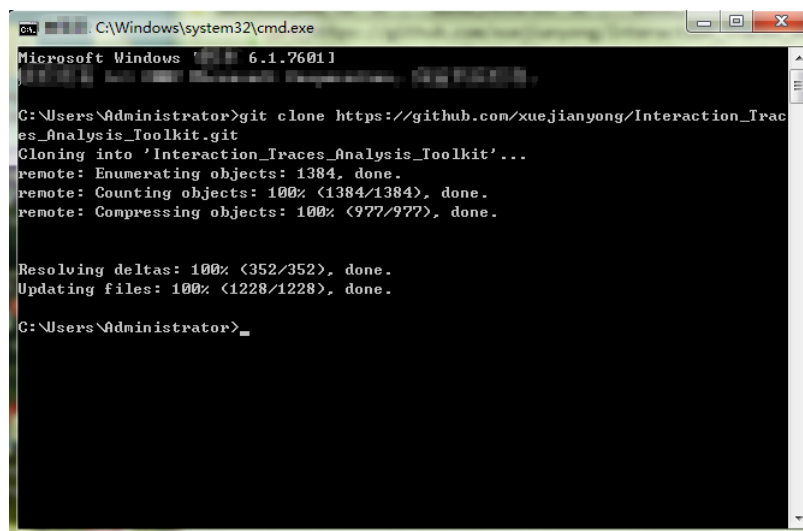 C:\Windows\system32\cmd.exe
Microsoft Windows 6.1.7601]
C:\Users\Administrator>git clone https://github.com/xuejianyong/Interaction_Trac
es_Analysis_Toolkit.git
Cloning into 'Interaction_Traces_Analysis_Toolkit'...
remote: Enumerating objects: 1384, done.
remote: Counting objects: 100% (1384/1384), done.
remote: Compressing objects: 100% (977/977), done.
Resolving deltas: 100% (352/352), done.
Updating files: 100% (1228/1228), done.
C:\Users\Administrator>_